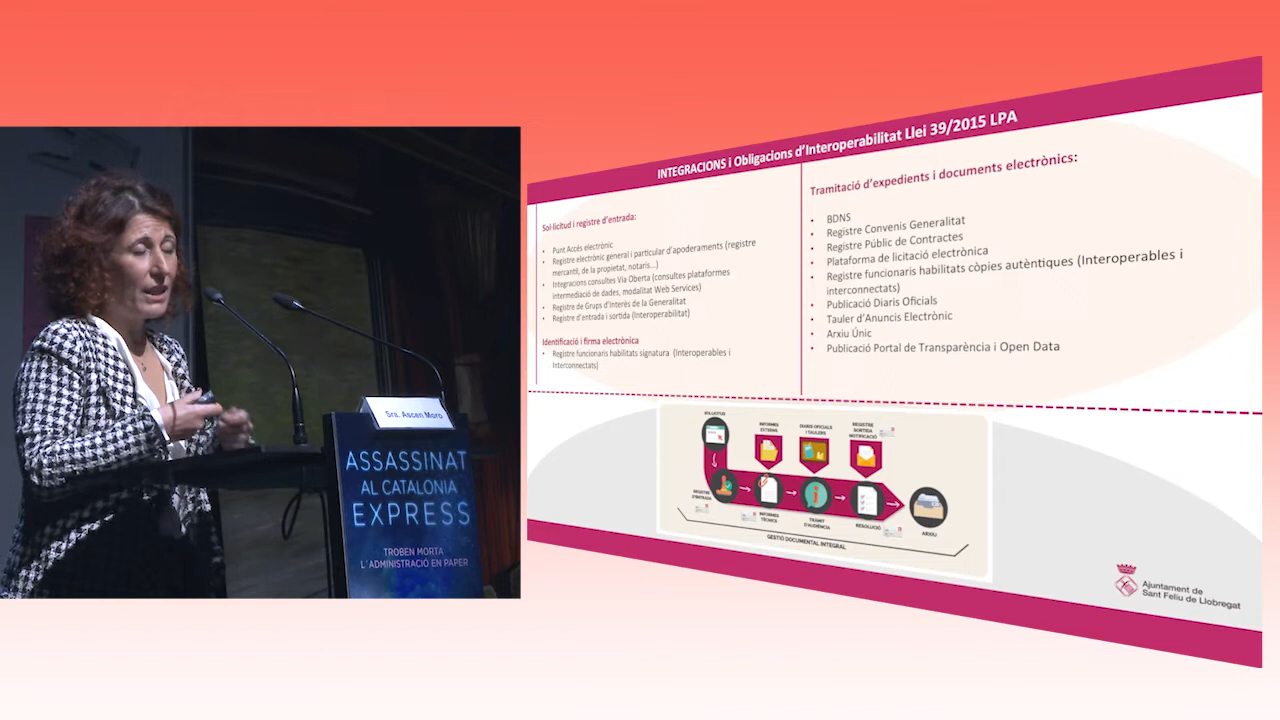 Sra. Ascen Moro
ASSASSINAT
AL CATALONIA
EXPRESS
TROBEN MORTA
L'ADMINISTRACIÓ EN PAPER
INTEGRACIONS i Obligacions d'Interoperabilitat Llei 39/2015 LPA
Sol·licitud i registre d'entrada:
• Punt Accés electrònic
• Registre electrònic general i particular d'apoderaments (registre
mercantil, de la propietat, notaris...)
• Integracions consultes Via Oberta (consultes plataformes
intermediació de dades, modalitat Web Services)
• Registre de Grups d'Interès de la Generalitat
• Registre d'entrada i sortida (Interoperabilitat)
Identificació i firma electrònica
• Registre funcionaris habilitats signatura (Interoperables i
Interconnectats)
Tramitació d'expedients i documents electrònics:
• BDNS
• Registre Convenis Generalitat
• Registre Públic de Contractes
• Plataforma de licitació electrònica
• Registre funcionaris habilitats còpies autèntiques (Interoperables i
interconnectats)
• Publicació Diaris Oficials
• Tauler d'Anuncis Electrònic
• Arxiu Únic
• Publicació Portal de Transparència i Open Data
SOL·LICITUD
INFORMES
EXTERNS
DIARIS OFICIALS
I TAULERS
REGISTRE
SORTIDA
NOTIFICACIÓ
REGISTRE
D'ENTRADA
INFORMES
TÈCNICS
TRÀMIT
D'AUDIÈNCIA
RESOLUCIÓ
ARXIU
GESTIÓ DOCUMENTAL INTEGRAL
Ajuntament de
Sant Feliu de Llobregat